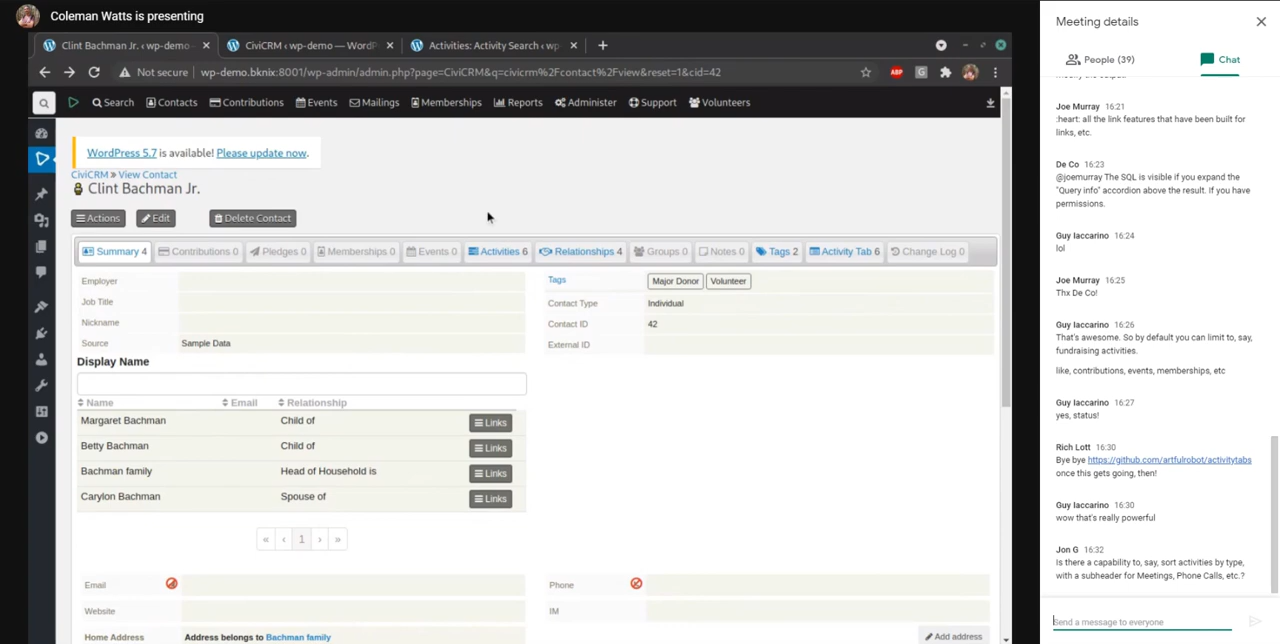 Coleman Watts is presenting
Clint Bachman Jr. ‹ wp-demo
CiviCRM ‹ wp-demo — WordP
Activities: Activity Search ‹ wp
Not secure wp-demo.bknix:8001/wp-admin/admin.php?page=CiviCRM&q=civicrm%2Fcontact%2Fview&reset=1&cid=42
ABP
Search Contacts Contributions Events Mailings Memberships Reports Administer Support Volunteers
WordPress 5.7 is available! Please update now.
CiviCRM » View Contact
Clint Bachman Jr.
Actions Edit Delete Contact
Summary 4 Contributions 0 Pledges 0 Memberships 0 Events 0 Activities 6 Relationships 4 Groups 0 Notes 0 Tags 2 Activity Tab 6 Change Log 0
Employer
Job Title
Nickname
Source Sample Data
Tags Major Donor Volunteer
Contact Type Individual
Contact ID 42
External ID
Display Name
Name Email Relationship
Margaret Bachman Child of Links
Betty Bachman Child of Links
Bachman family Head of Household is Links
Carylon Bachman Spouse of Links
« ‹ 1 › »
Email Phone
Website IM
Home Address Address belongs to Bachman family Add address
Meeting details
People (39) Chat
Joe Murray 16:21
:heart: all the link features that have been built for
links, etc.
De Co 16:23
@joemurray The SQL is visible if you expand the
"Query info" accordion above the result. If you have
permissions.
Guy Iaccarino 16:24
lol
Joe Murray 16:25
Thx De Co!
Guy Iaccarino 16:26
That's awesome. So by default you can limit to, say,
fundraising activities.
like, contributions, events, memberships, etc
Guy Iaccarino 16:27
yes, status!
Rich Lott 16:30
Bye bye https://github.com/artfulrobot/activitytabs
once this gets going, then!
Guy Iaccarino 16:30
wow that's really powerful
Jon G 16:32
Is there a capability to, say, sort activities by type,
with a subheader for Meetings, Phone Calls, etc.?
Send a message to everyone